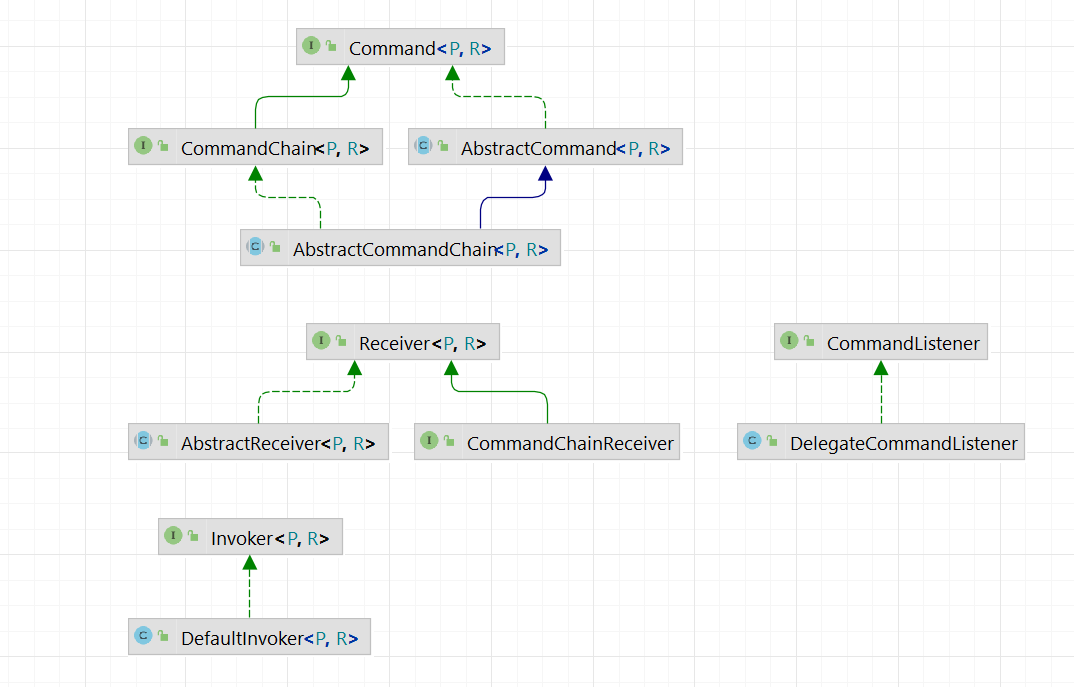 I Command<P, R>
I CommandChain<P, R>
C AbstractCommand<P, R>
C AbstractCommandChain<P, R>
I Receiver<P, R>
I CommandListener
C AbstractReceiver<P, R>
I CommandChainReceiver
C DelegateCommandListener
I Invoker<P, R>
C DefaultInvoker<P, R>